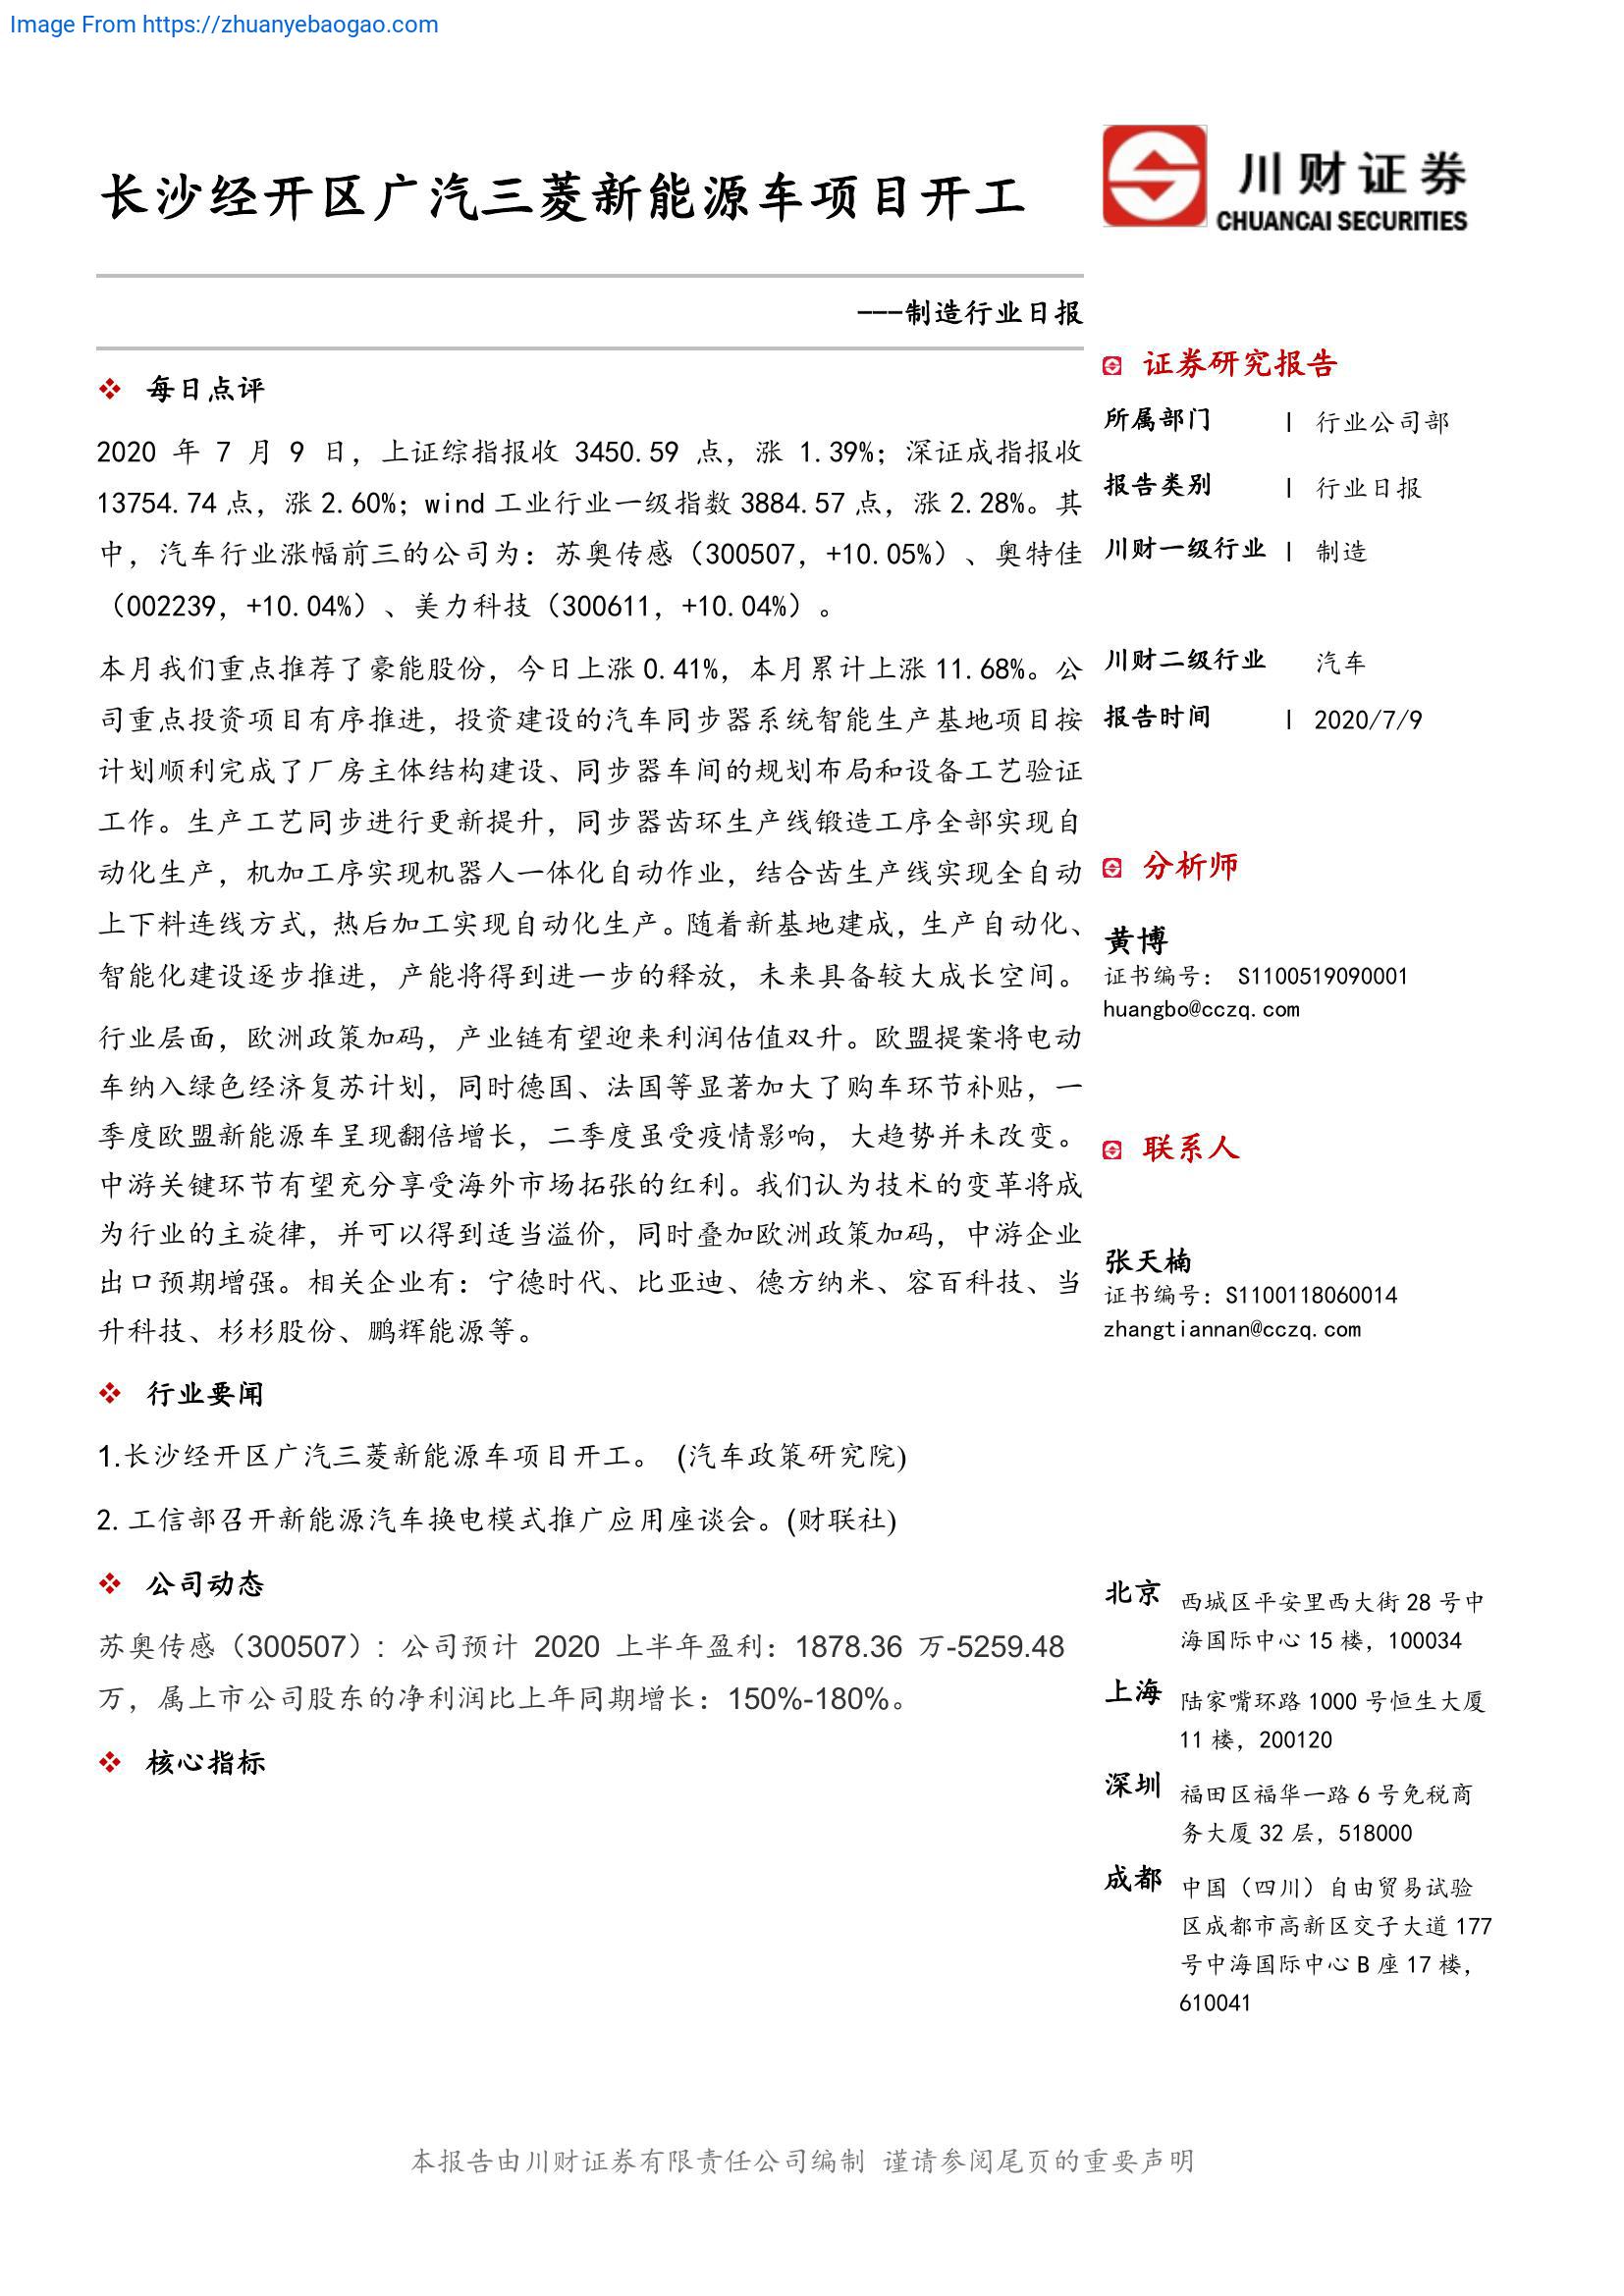 Image From https://zhuanyebaogao.com
长沙经开区广汽三菱新能源车项目开工
川财证券
CHUANCAI SECURITIES
---制造行业日报
❖ 每日点评
2020 年 7 月 9 日，上证综指报收 3450.59 点，涨 1.39%；深证成指报收
13754.74 点，涨 2.60%；wind 工业行业一级指数 3884.57 点，涨 2.28%。其
中，汽车行业涨幅前三的公司为：苏奥传感（300507，+10.05%）、奥特佳
（002239，+10.04%）、美力科技（300611，+10.04%）。
本月我们重点推荐了豪能股份，今日上涨 0.41%，本月累计上涨 11.68%。公
司重点投资项目有序推进，投资建设的汽车同步器系统智能生产基地项目按
计划顺利完成了厂房主体结构建设、同步器车间的规划布局和设备工艺验证
工作。生产工艺同步进行更新提升，同步器齿环生产线锻造工序全部实现自
动化生产，机加工序实现机器人一体化自动作业，结合齿生产线实现全自动
上下料连线方式，热后加工实现自动化生产。随着新基地建成，生产自动化、
智能化建设逐步推进，产能将得到进一步的释放，未来具备较大成长空间。
行业层面，欧洲政策加码，产业链有望迎来利润估值双升。欧盟提案将电动
车纳入绿色经济复苏计划，同时德国、法国等显著加大了购车环节补贴，一
季度欧盟新能源车呈现翻倍增长，二季度虽受疫情影响，大趋势并未改变。
中游关键环节有望充分享受海外市场拓张的红利。我们认为技术的变革将成
为行业的主旋律，并可以得到适当溢价，同时叠加欧洲政策加码，中游企业
出口预期增强。相关企业有：宁德时代、比亚迪、德方纳米、容百科技、当
升科技、杉杉股份、鹏辉能源等。
❖ 行业要闻
1.长沙经开区广汽三菱新能源车项目开工。 (汽车政策研究院)
2. 工信部召开新能源汽车换电模式推广应用座谈会。(财联社)
❖ 公司动态
苏奥传感（300507）: 公司预计 2020 上半年盈利：1878.36 万-5259.48
万，属上市公司股东的净利润比上年同期增长：150%-180%。
❖ 核心指标
证券研究报告
所属部门 | 行业公司部
报告类别 | 行业日报
川财一级行业 | 制造
川财二级行业 汽车
报告时间 | 2020/7/9
分析师
黄博
证书编号： S1100519090001
huangbo@cczq.com
联系人
张天楠
证书编号：S1100118060014
zhangtiannan@cczq.com
北京 西城区平安里西大街 28 号中
海国际中心 15 楼，100034
上海 陆家嘴环路 1000 号恒生大厦
11 楼，200120
深圳 福田区福华一路 6 号免税商
务大厦 32 层，518000
成都 中国（四川）自由贸易试验
区成都市高新区交子大道 177
号中海国际中心 B 座 17 楼，
610041
本报告由川财证券有限责任公司编制 谨请参阅尾页的重要声明